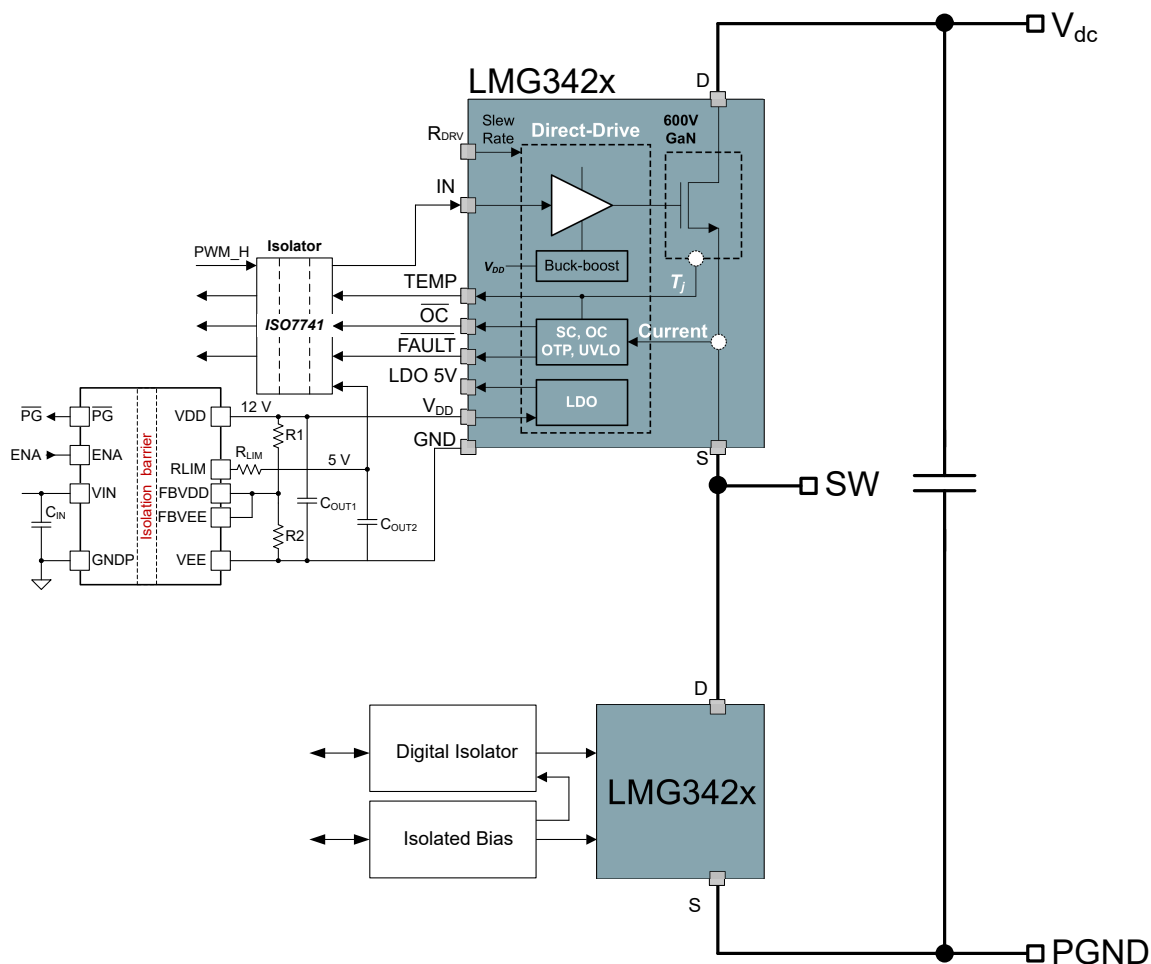 V_dc
LMG342x
D
R_DRV
Slew
Rate
Direct-Drive
600V
GaN
IN
Isolator
PWM_H
V_DD
Buck-boost
T_j
TEMP
OC
ISO7741
SC, OC
OTP, UVLO
Current
FAULT
LDO 5V
LDO
V_DD
GND
S
PG
PG
VDD
12 V
R1
ENA
ENA
Isolation barrier
RLIM
R_LIM
5 V
VIN
FBVDD
C_IN
FBVEE
C_OUT1
C_OUT2
R2
GNDP
VEE
SW
D
Digital Isolator
LMG342x
Isolated Bias
S
PGND